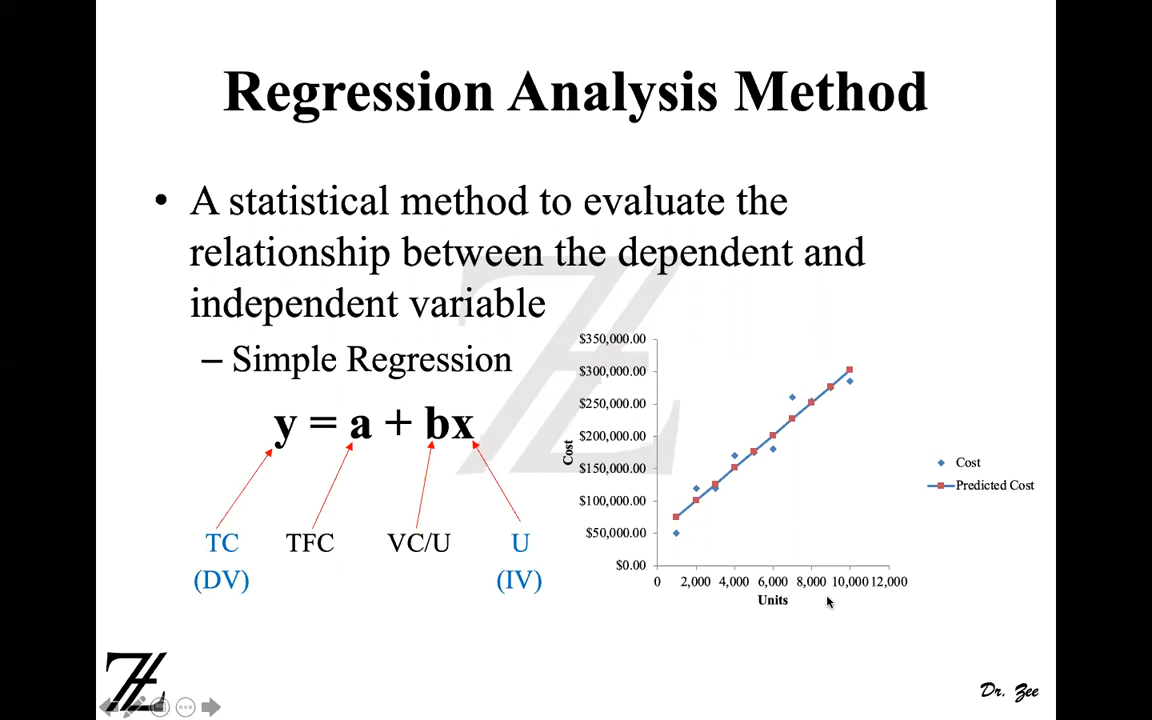 Regression Analysis Method
• A statistical method to evaluate the
relationship between the dependent and
independent variable
– Simple Regression
y = a + bx
TC
(DV)
TFC
VC/U
U
(IV)
$350,000.00
$300,000.00
$250,000.00
$200,000.00
$150,000.00
$100,000.00
$50,000.00
$0.00
Cost
0 2,000 4,000 6,000 8,000 10,000 12,000
Units
Cost
Predicted Cost
Dr. Zee